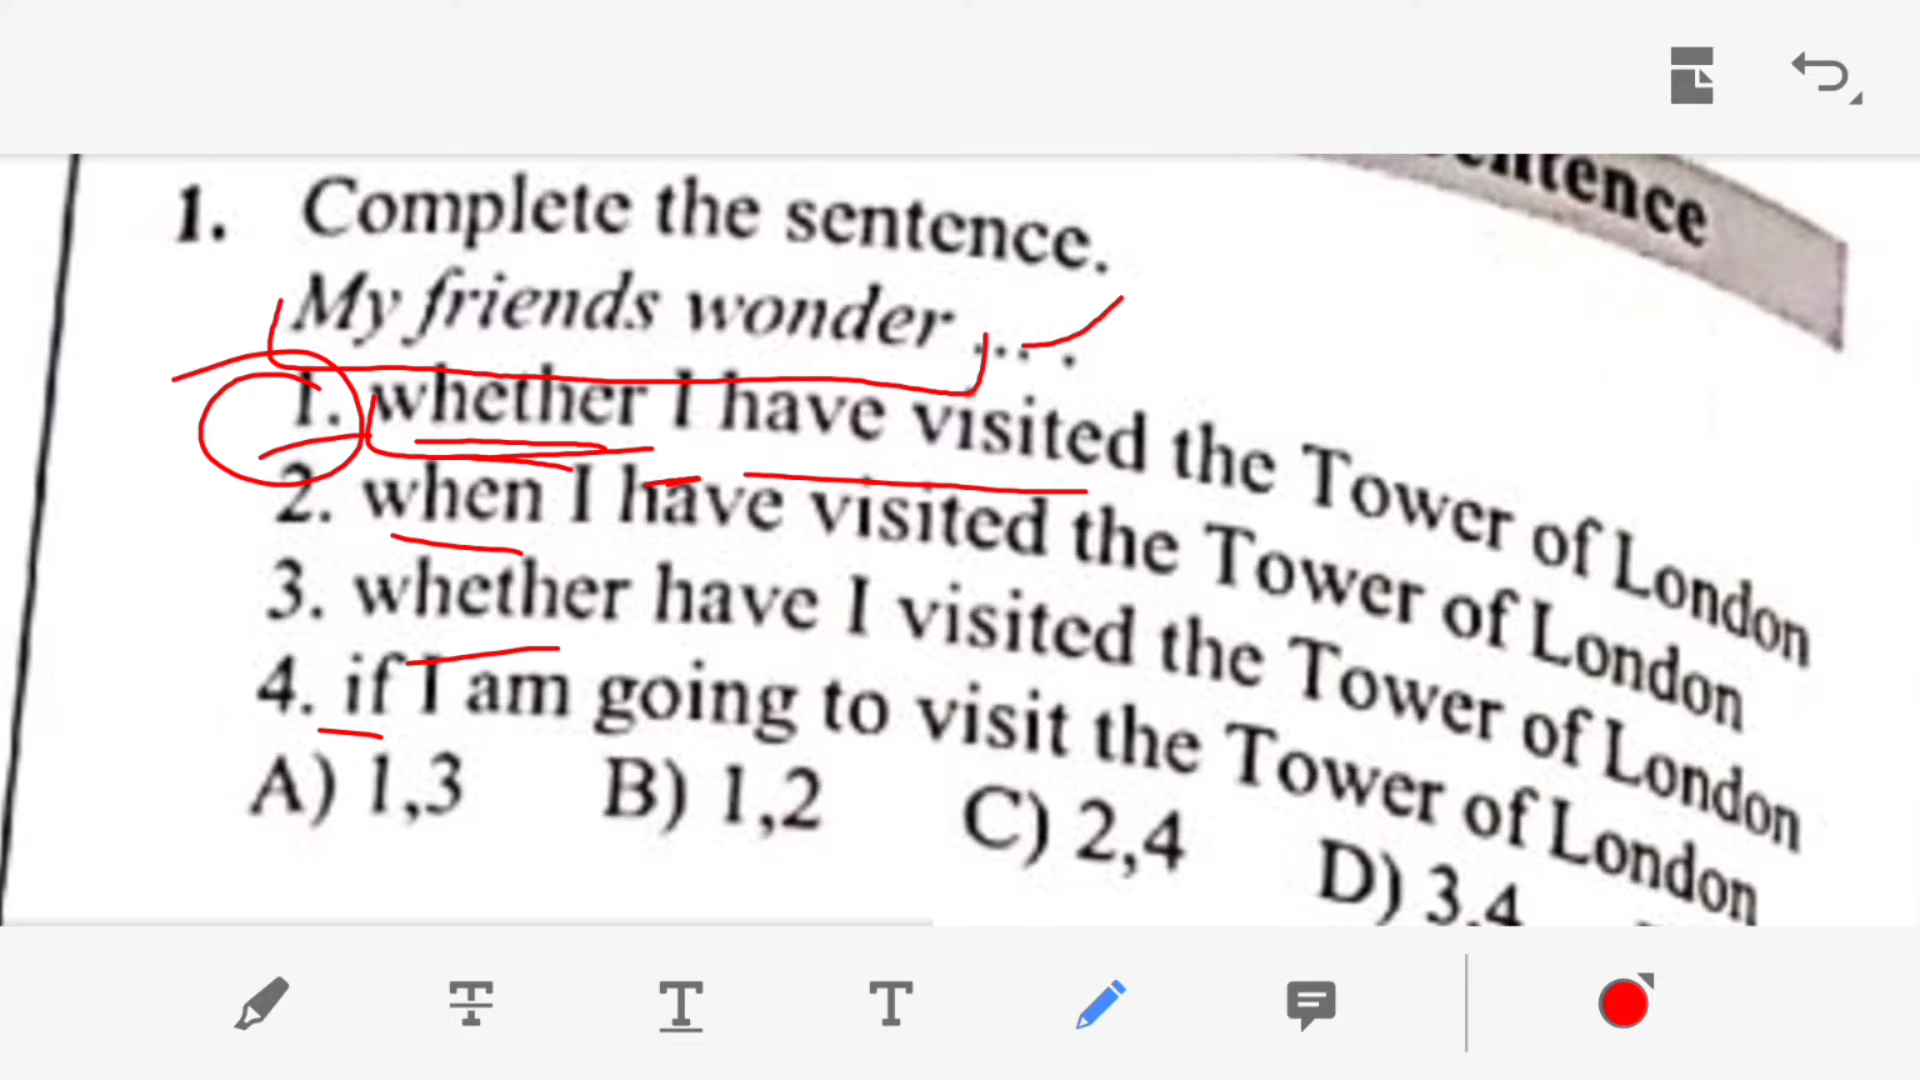 entence
1. Complete the sentence.
My friends wonder ... .
1. whether I have visited the Tower of London
2. when I have visited the Tower of London
3. whether have I visited the Tower of London
4. if I am going to visit the Tower of London
A) 1,3 B) 1,2 C) 2,4 D) 3,4